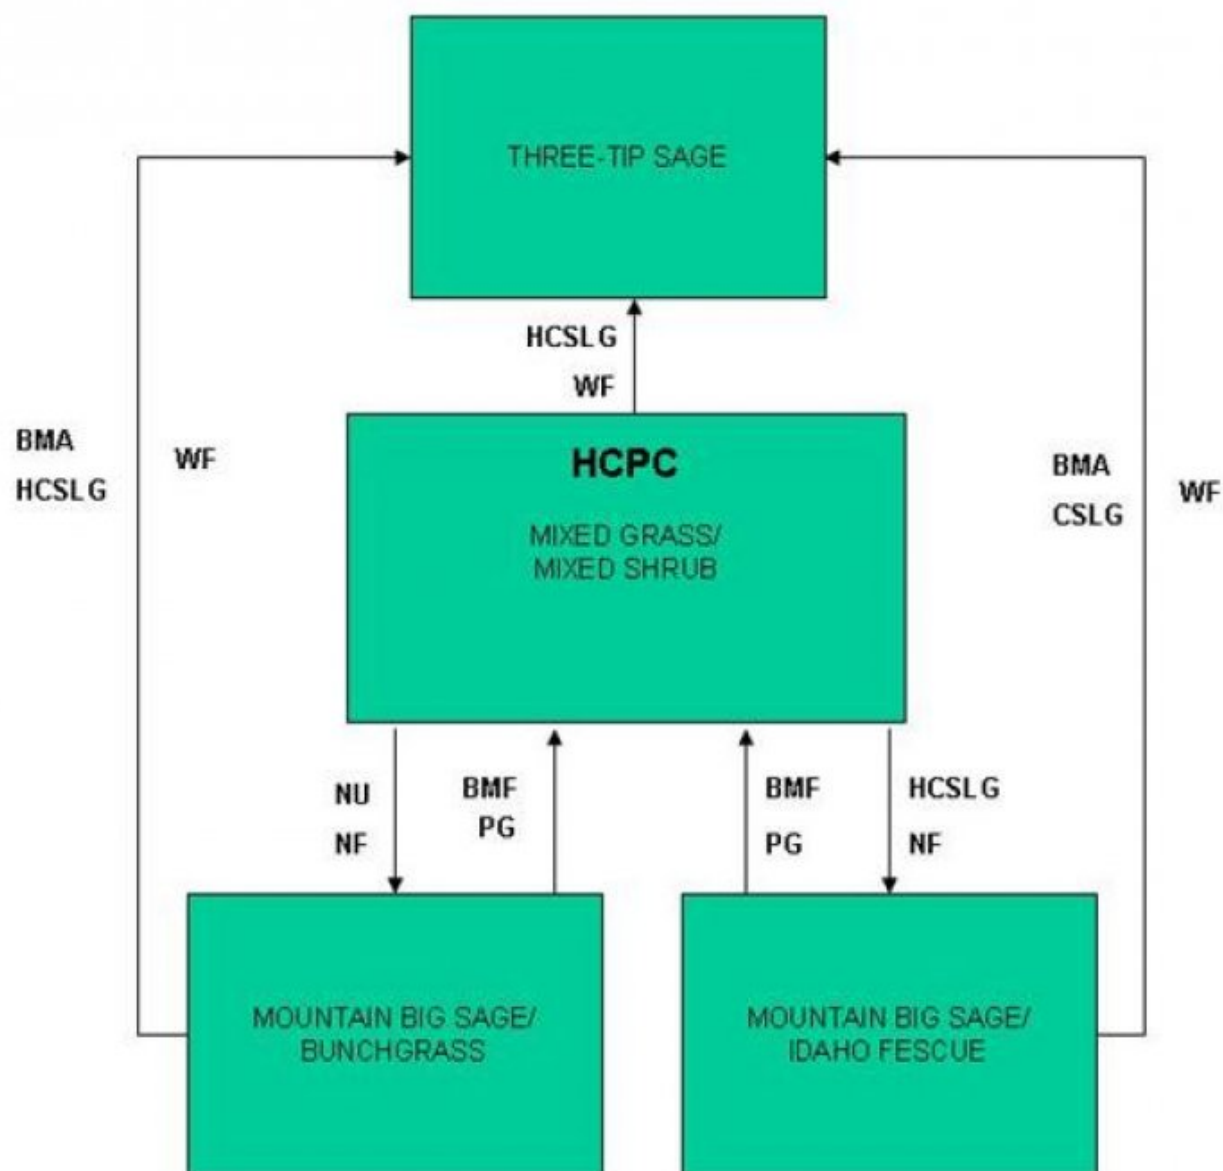 THREE-TIP SAGE
HCSLG
WF
BMA
HCSLG
WF
HCPC
MIXED GRASS/
MIXED SHRUB
BMA
CSLG
WF
NU
NF
BMF
PG
BMF
PG
HCSLG
NF
MOUNTAIN BIG SAGE/
BUNCHGRASS
MOUNTAIN BIG SAGE/
IDAHO FESCUE